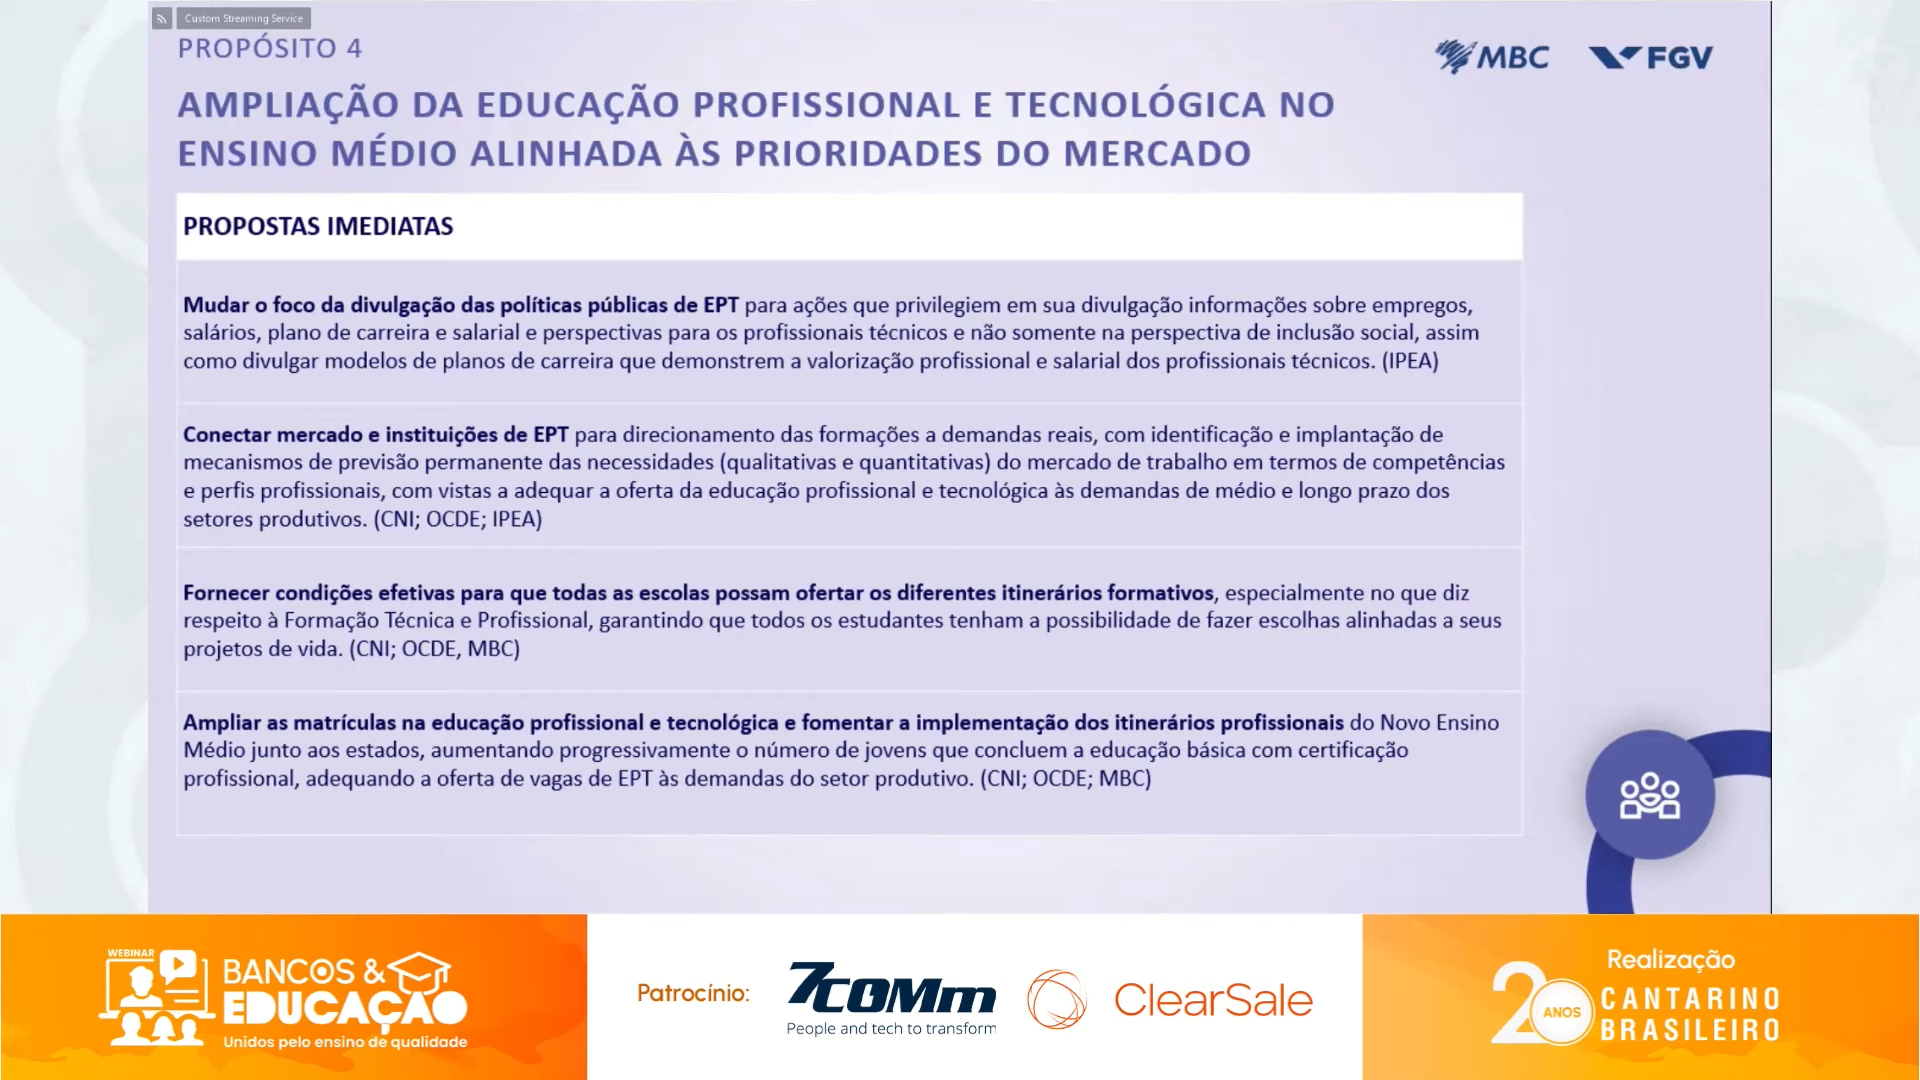 Custom Streaming Service
PROPÓSITO 4
MBC
FGV
AMPLIAÇÃO DA EDUCAÇÃO PROFISSIONAL E TECNOLÓGICA NO
ENSINO MÉDIO ALINHADA ÀS PRIORIDADES DO MERCADO
PROPOSTAS IMEDIATAS
Mudar o foco da divulgação das políticas públicas de EPT para ações que privilegiem em sua divulgação informações sobre empregos,
salários, plano de carreira e salarial e perspectivas para os profissionais técnicos e não somente na perspectiva de inclusão social, assim
como divulgar modelos de planos de carreira que demonstrem a valorização profissional e salarial dos profissionais técnicos. (IPEA)
Conectar mercado e instituições de EPT para direcionamento das formações a demandas reais, com identificação e implantação de
mecanismos de previsão permanente das necessidades (qualitativas e quantitativas) do mercado de trabalho em termos de competências
e perfis profissionais, com vistas a adequar a oferta da educação profissional e tecnológica às demandas de médio e longo prazo dos
setores produtivos. (CNI; OCDE; IPEA)
Fornecer condições efetivas para que todas as escolas possam ofertar os diferentes itinerários formativos, especialmente no que diz
respeito à Formação Técnica e Profissional, garantindo que todos os estudantes tenham a possibilidade de fazer escolhas alinhadas a seus
projetos de vida. (CNI; OCDE, MBC)
Ampliar as matrículas na educação profissional e tecnológica e fomentar a implementação dos itinerários profissionais do Novo Ensino
Médio junto aos estados, aumentando progressivamente o número de jovens que concluem a educação básica com certificação
profissional, adequando a oferta de vagas de EPT às demandas do setor produtivo. (CNI; OCDE; MBC)
WEBINAR
BANCOS &
EDUCAÇÃO
Unidos pelo ensino de qualidade
Patrocínio:
7COMm
People and tech to transform
ClearSale
Realização
20 ANOS
CANTARINO
BRASILEIRO